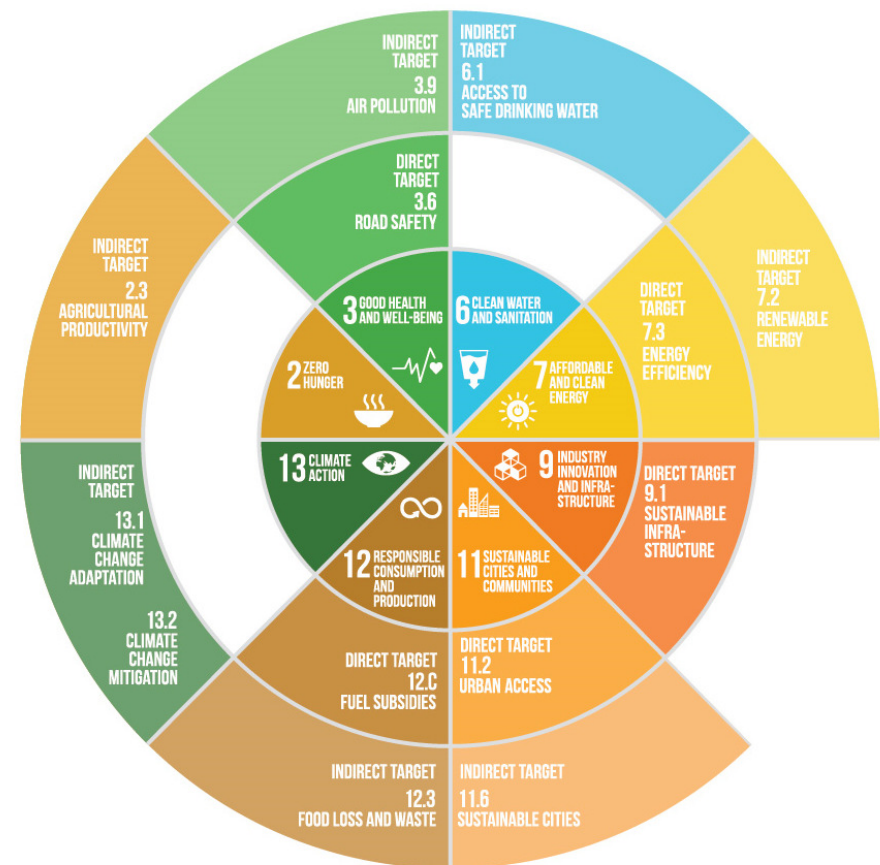 INDIRECT
TARGET
3.9
AIR POLLUTION
INDIRECT
TARGET
6.1
ACCESS TO
SAFE DRINKING WATER
DIRECT
TARGET
3.6
ROAD SAFETY
INDIRECT
TARGET
2.3
AGRICULTURAL
PRODUCTIVITY
INDIRECT
TARGET
7.2
RENEWABLE
ENERGY
DIRECT
TARGET
7.3
ENERGY
EFFICIENCY
3 GOOD HEALTH
AND WELL-BEING
6 CLEAN WATER
AND SANITATION
2 ZERO
HUNGER
7 AFFORDABLE
AND CLEAN
ENERGY
13 CLIMATE
ACTION
9 INDUSTRY
INNOVATION
AND INFRA-
STRUCTURE
12 RESPONSIBLE
CONSUMPTION
AND
PRODUCTION
11 SUSTAINABLE
CITIES AND
COMMUNITIES
INDIRECT
TARGET
13.1
CLIMATE
CHANGE
ADAPTATION
13.2
CLIMATE
CHANGE
MITIGATION
DIRECT TARGET
9.1
SUSTAINABLE
INFRA-
STRUCTURE
DIRECT TARGET
12.C
FUEL SUBSIDIES
DIRECT TARGET
11.2
URBAN ACCESS
INDIRECT TARGET
12.3
FOOD LOSS AND WASTE
INDIRECT TARGET
11.6
SUSTAINABLE CITIES